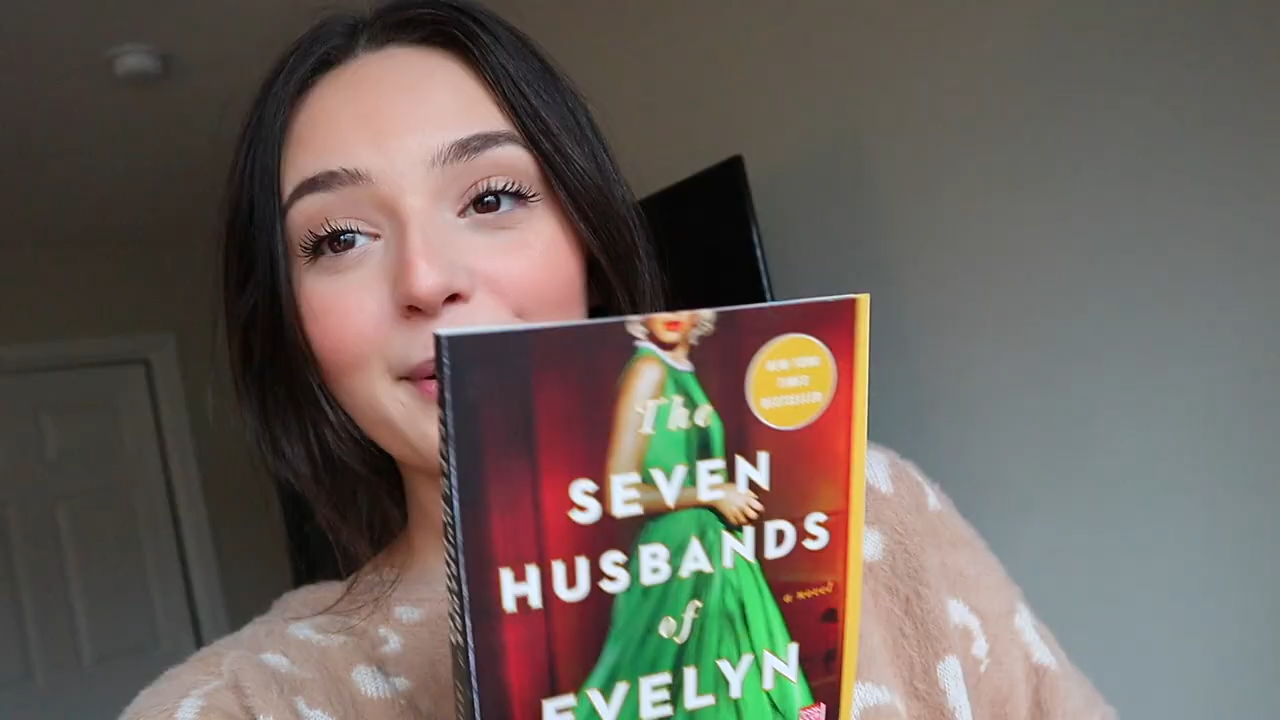 The
SEVEN
HUSBANDS
of
EVELYN
a novel
NEW YORK
TIMES
BESTSELLER